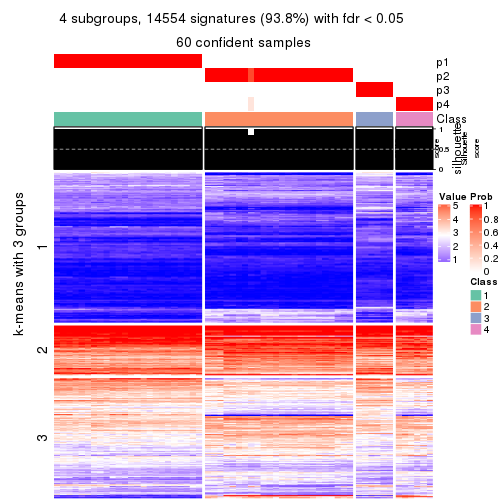 4 subgroups, 14554 signatures (93.8%) with fdr < 0.05
60 confident samples
p1
p2
p3
p4
Class
1
0.5
0
silhouette
score
Silhouette
score
k-means with 3 groups
1
2
3
Value
5
4
3
2
1
Prob
1
0.8
0.6
0.4
0.2
0
Class
1
2
3
4